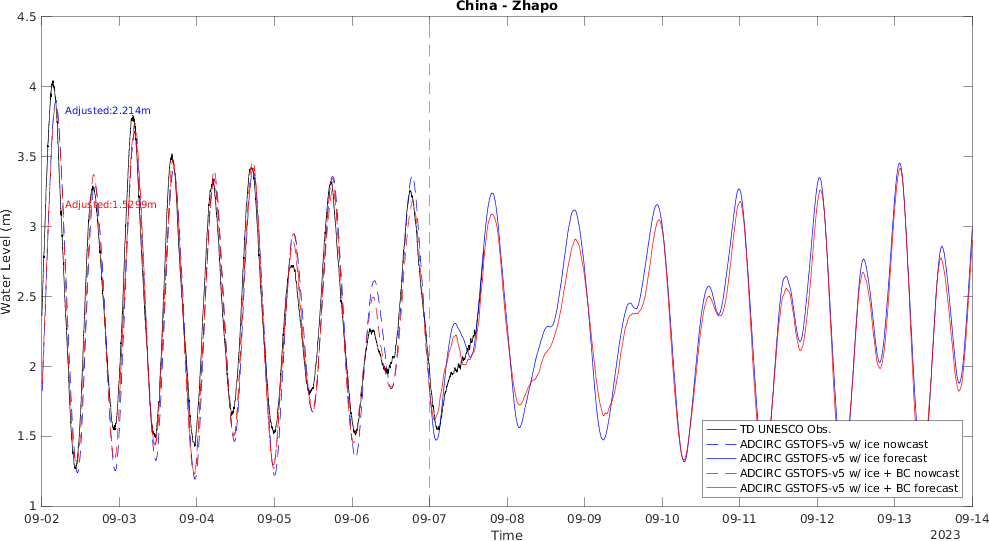 China - Zhapo
4.5
4
3.5
3
2.5
2
1.5
1
Water Level (m)
Adjusted:2.214m
Adjusted:1.5299m
TD UNESCO Obs.
ADCIRC GSTOFS-v5 w/ ice nowcast
ADCIRC GSTOFS-v5 w/ ice forecast
ADCIRC GSTOFS-v5 w/ ice + BC nowcast
ADCIRC GSTOFS-v5 w/ ice + BC forecast
09-02 09-03 09-04 09-05 09-06 09-07 09-08 09-09 09-10 09-11 09-12 09-13 09-14
Time
2023